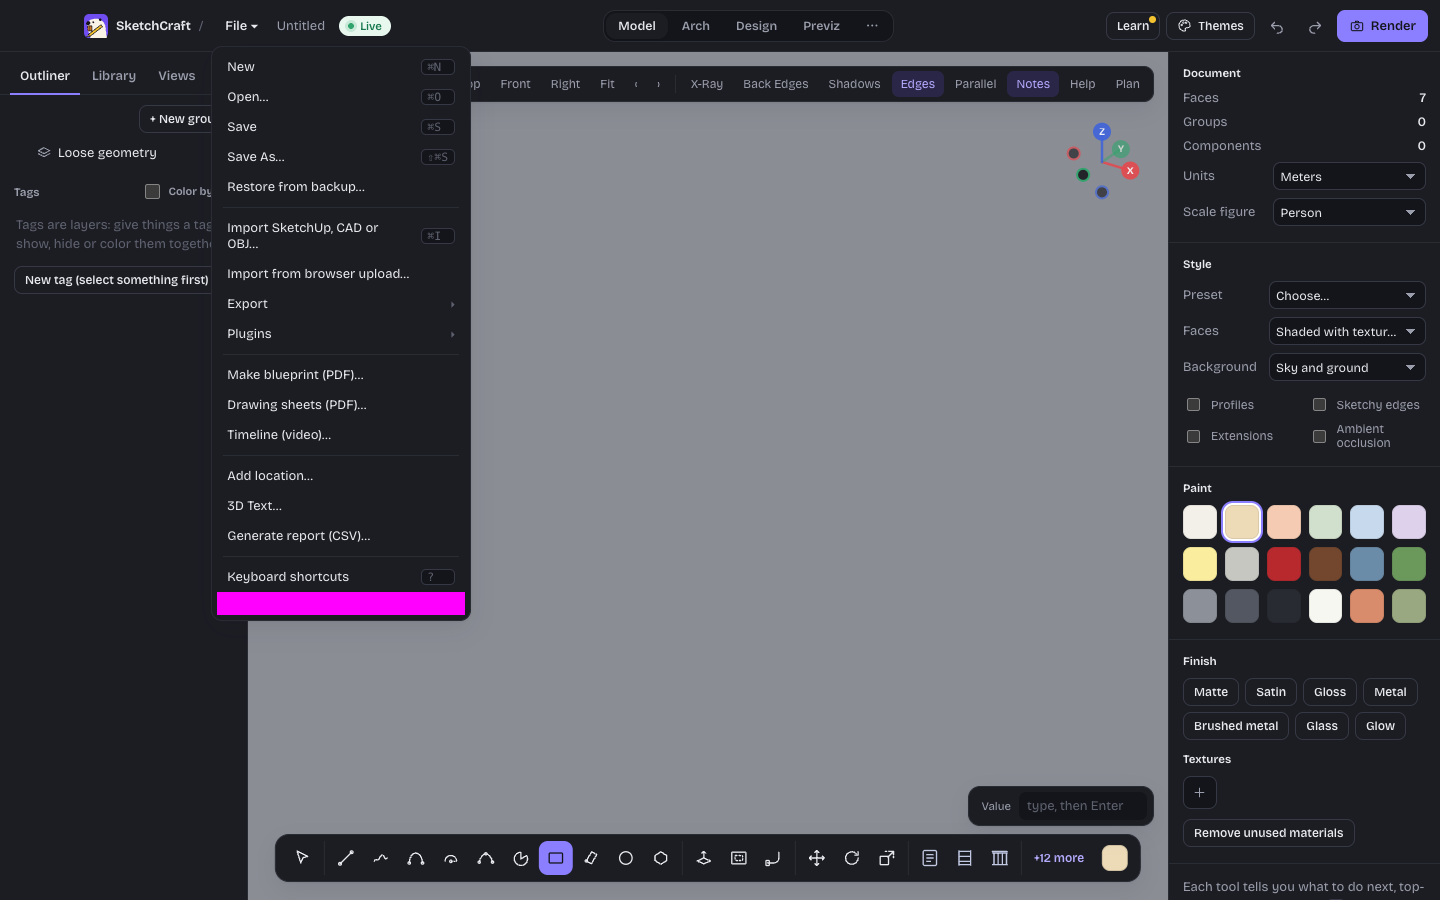 SketchCraft / File Untitled Live Model Arch Design Previz ··· Learn Themes Render
Outliner Library Views
+ New grou
Loose geometry
Tags Color by
Tags are layers: give things a tag
show, hide or color them togethe
New tag (select something first)
New ⌘N
Open... ⌘O
Save ⌘S
Save As... ⇧⌘S
Restore from backup...
Import SketchUp, CAD or
OBJ... ⌘I
Import from browser upload...
Export
Plugins
Make blueprint (PDF)...
Drawing sheets (PDF)...
Timeline (video)...
Add location...
3D Text...
Generate report (CSV)...
Keyboard shortcuts ?
op Front Right Fit ‹ › X-Ray Back Edges Shadows Edges Parallel Notes Help Plan
Z
Y
X
Value type, then Enter
+12 more
Document
Faces 7
Groups 0
Components 0
Units Meters
Scale figure Person
Style
Preset Choose...
Faces Shaded with textur...
Background Sky and ground
Profiles Sketchy edges
Extensions Ambient
occlusion
Paint
Finish
Matte Satin Gloss Metal
Brushed metal Glass Glow
Textures
+
Remove unused materials
Each tool tells you what to do next, top-